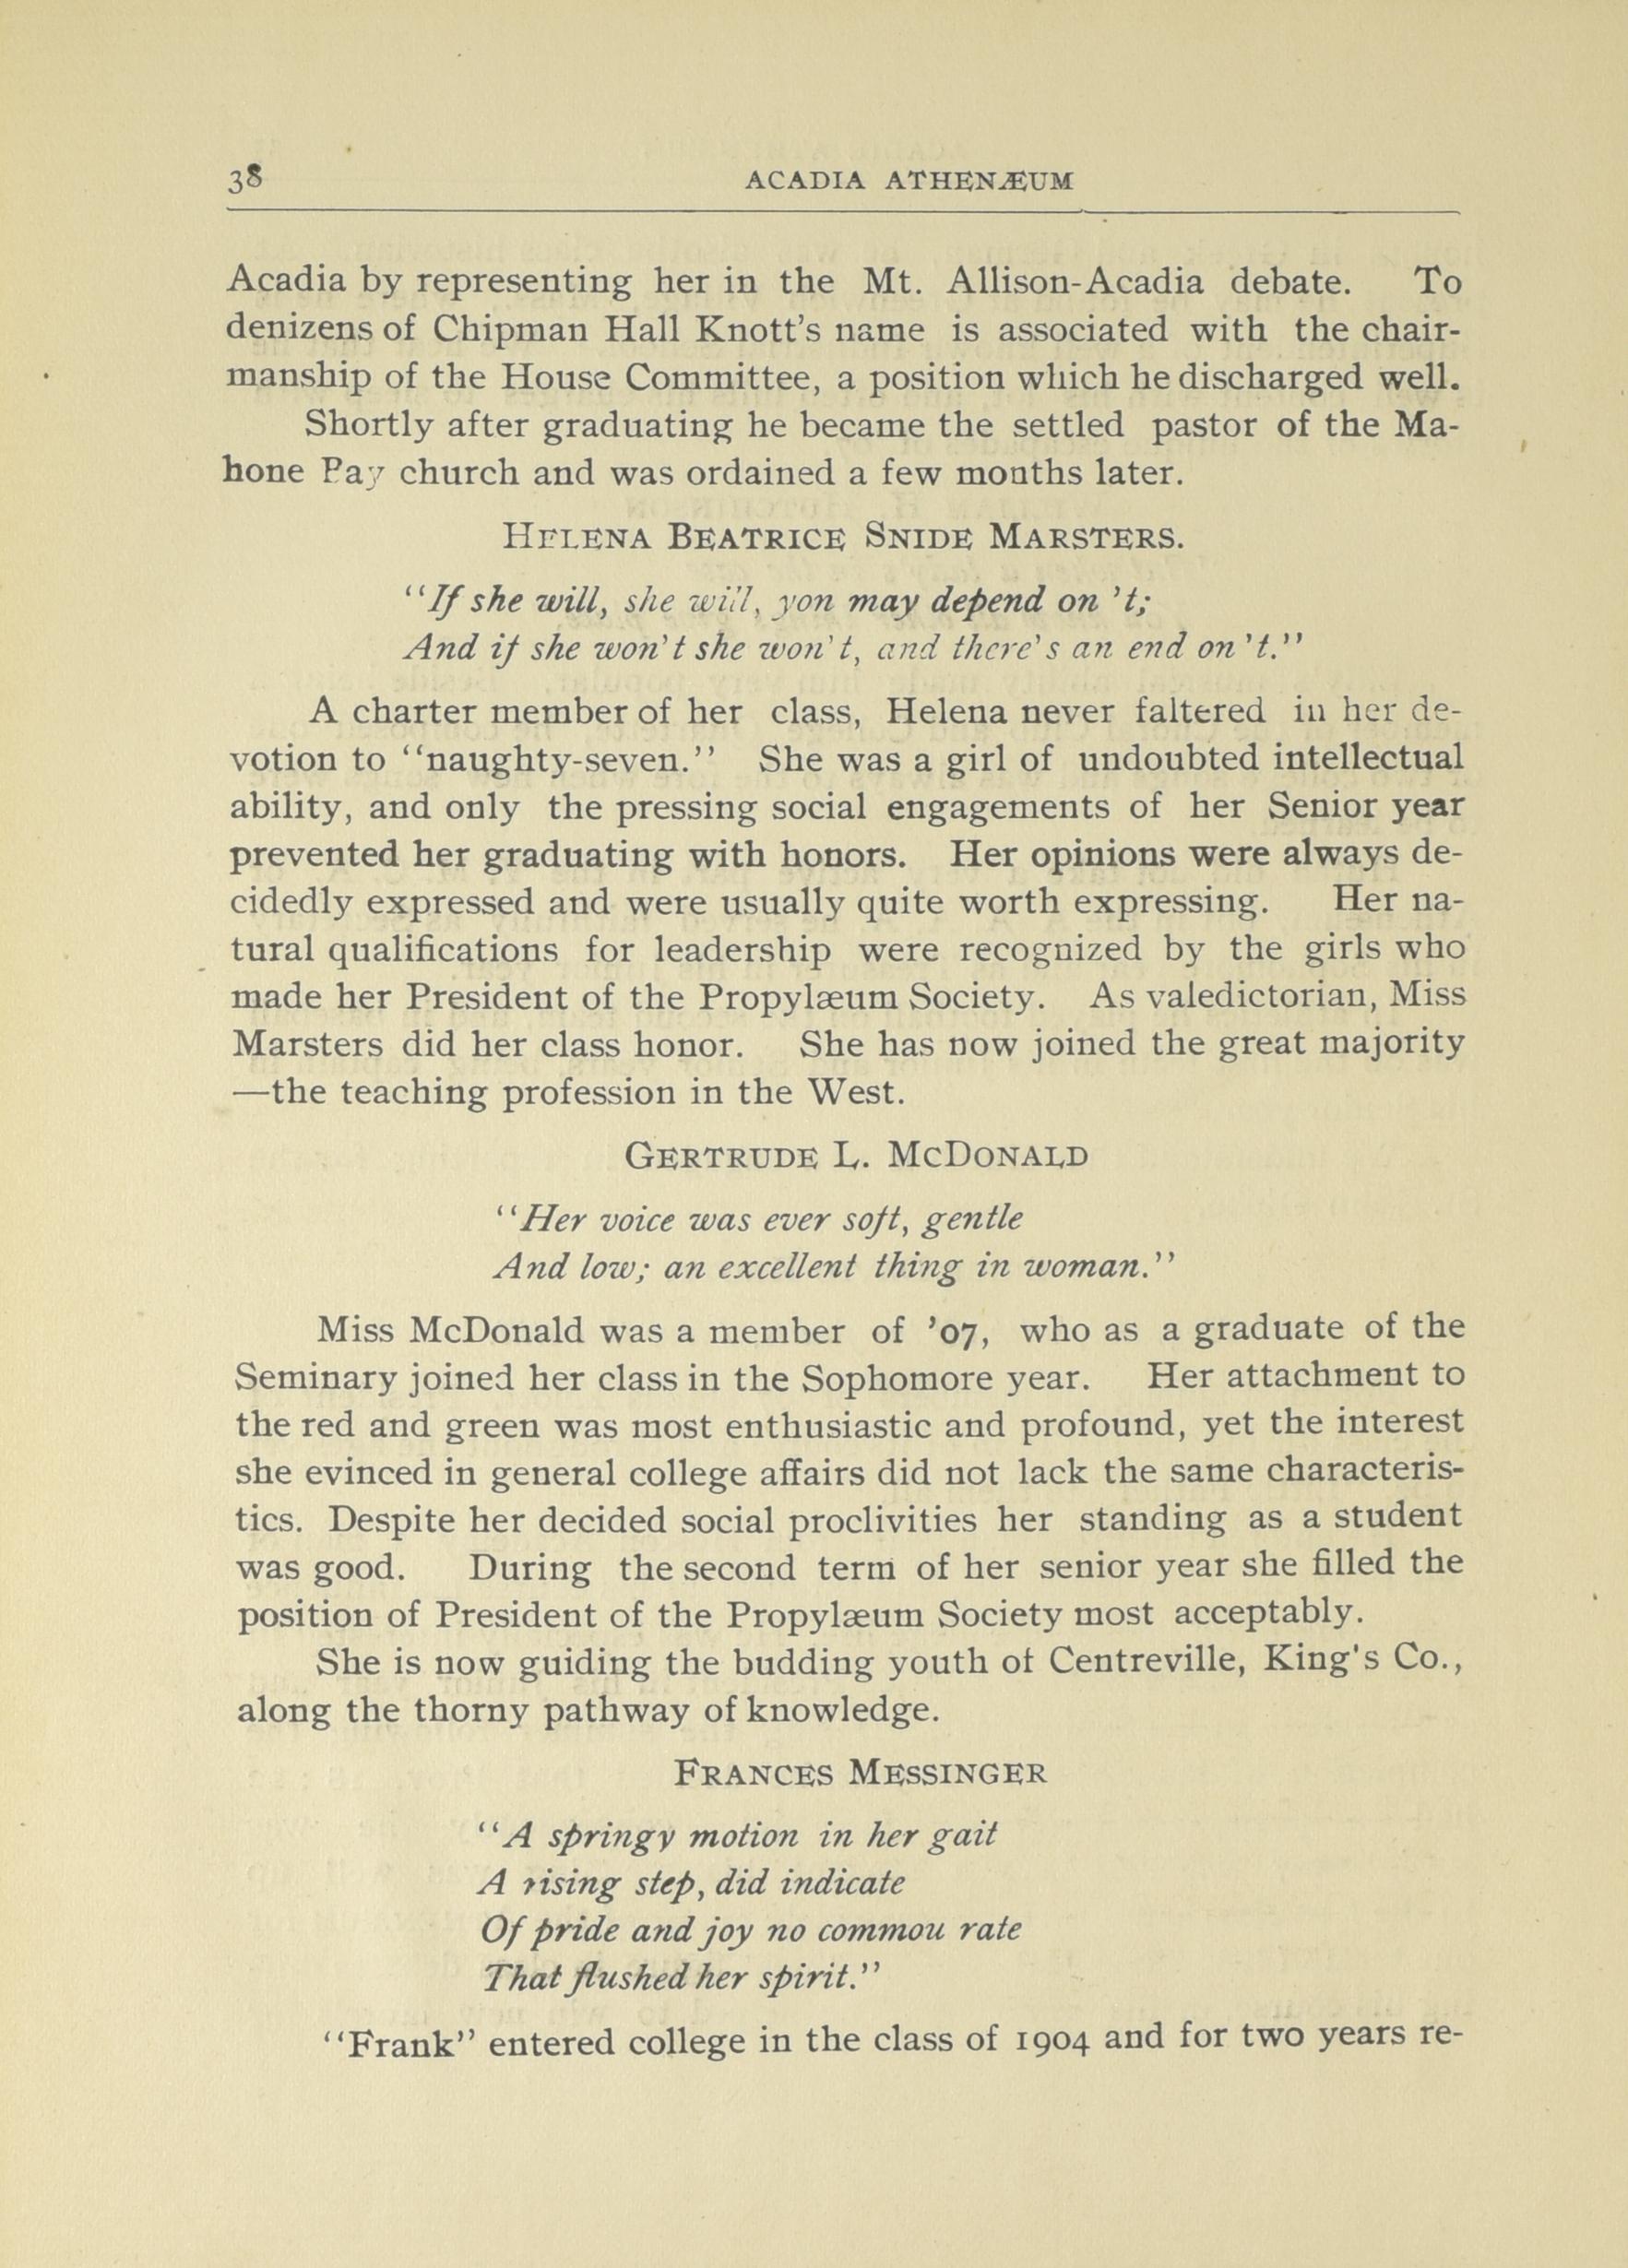 38
ACADIA ATHENÆUM
Acadia by representing her in the Mt. Allison-Acadia debate. To
denizens of Chipman Hall Knott's name is associated with the chair-
manship of the House Committee, a position which he discharged well.
Shortly after graduating he became the settled pastor of the Ma-
hone Bay church and was ordained a few months later.
HELENA BEATRICE SNIDE MARSTERS.
"If she will, she will, yon may depend on 't;
And if she won't she won't, and there's an end on 't."
A charter member of her class, Helena never faltered in her de-
votion to "naughty-seven." She was a girl of undoubted intellectual
ability, and only the pressing social engagements of her Senior year
prevented her graduating with honors. Her opinions were always de-
cidedly expressed and were usually quite worth expressing. Her na-
tural qualifications for leadership were recognized by the girls who
made her President of the Propylæum Society. As valedictorian, Miss
Marsters did her class honor. She has now joined the great majority
—the teaching profession in the West.
GERTRUDE L. MCDONALD
"Her voice was ever soft, gentle
And low; an excellent thing in woman."
Miss McDonald was a member of '07, who as a graduate of the
Seminary joined her class in the Sophomore year. Her attachment to
the red and green was most enthusiastic and profound, yet the interest
she evinced in general college affairs did not lack the same characteris-
tics. Despite her decided social proclivities her standing as a student
was good. During the second term of her senior year she filled the
position of President of the Propylæum Society most acceptably.
She is now guiding the budding youth of Centreville, King's Co.,
along the thorny pathway of knowledge.
FRANCES MESSINGER
"A springy motion in her gait
A rising step, did indicate
Of pride and joy no commou rate
That flushed her spirit."
"Frank" entered college in the class of 1904 and for two years re-